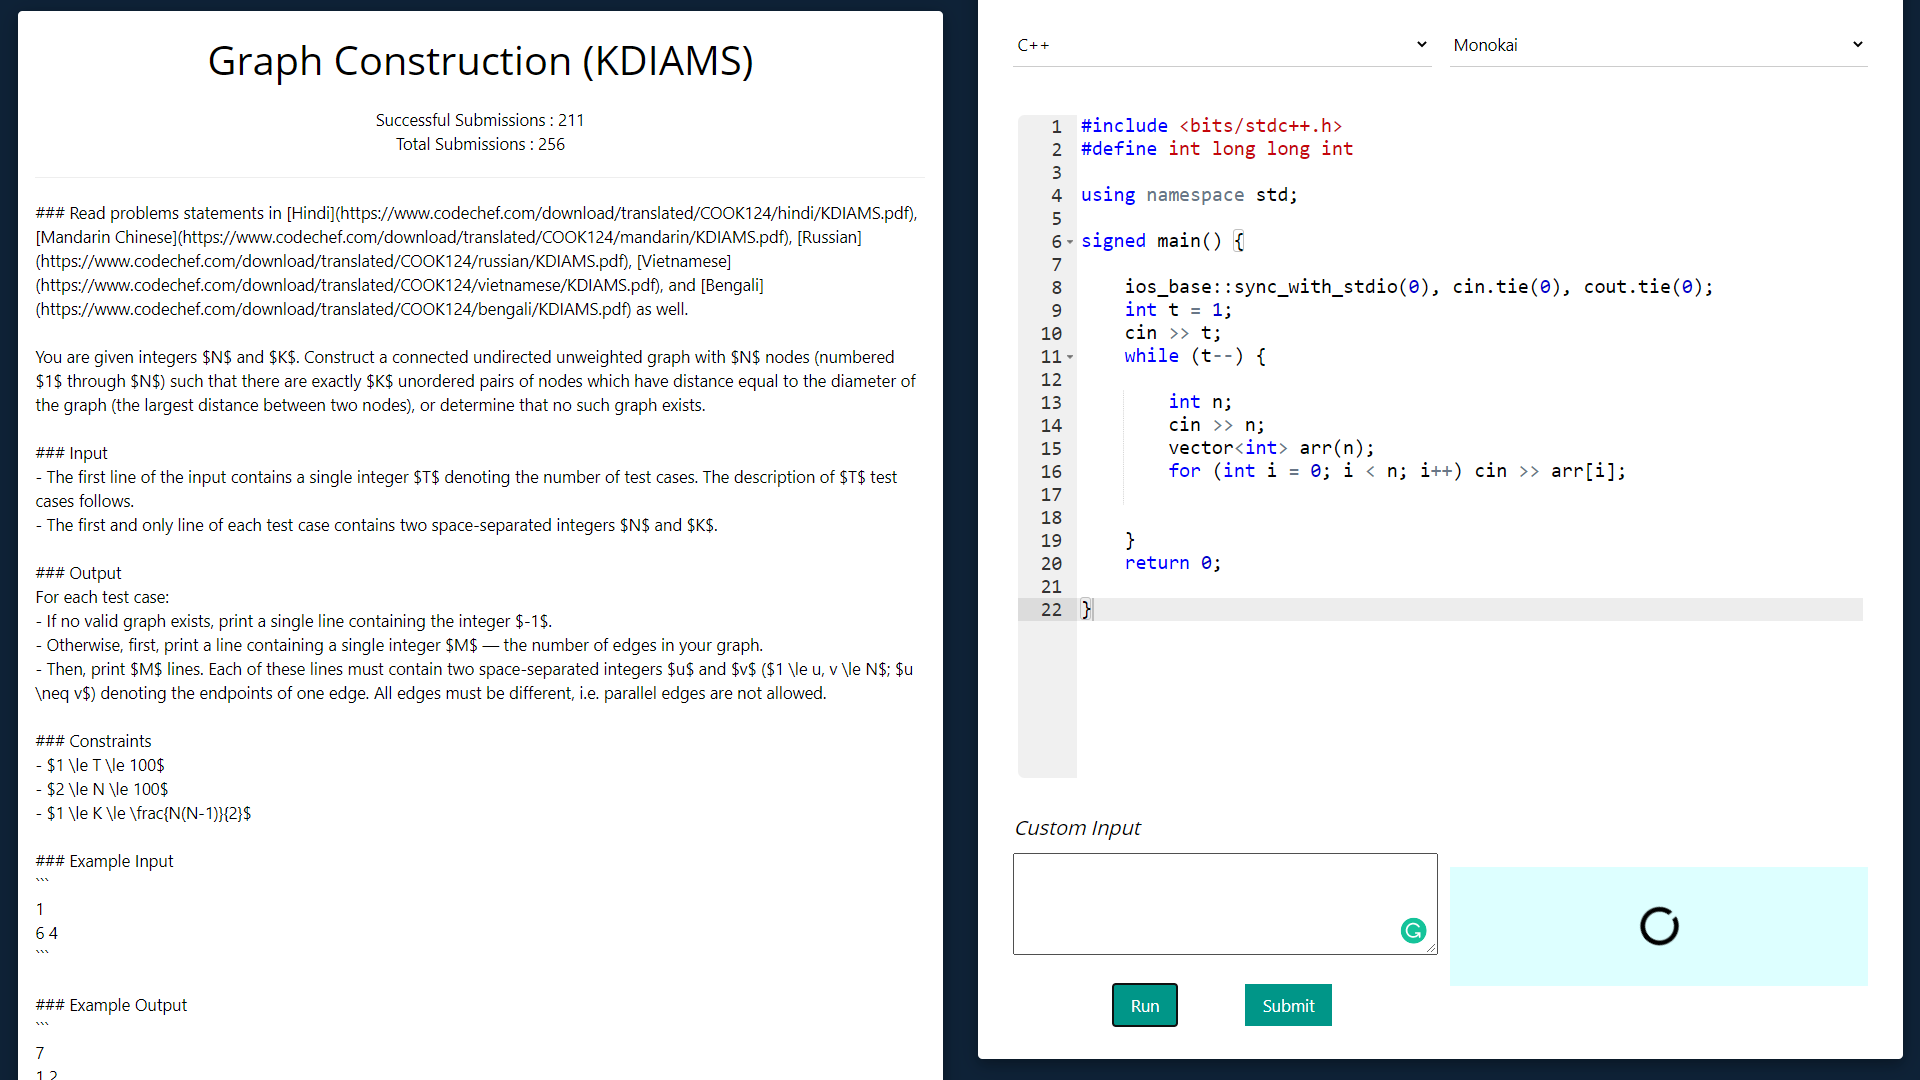 Graph Construction (KDIAMS)
Successful Submissions : 211
Total Submissions : 256
### Read problems statements in [Hindi](https://www.codechef.com/download/translated/COOK124/hindi/KDIAMS.pdf),
[Mandarin Chinese](https://www.codechef.com/download/translated/COOK124/mandarin/KDIAMS.pdf), [Russian]
(https://www.codechef.com/download/translated/COOK124/russian/KDIAMS.pdf), [Vietnamese]
(https://www.codechef.com/download/translated/COOK124/vietnamese/KDIAMS.pdf), and [Bengali]
(https://www.codechef.com/download/translated/COOK124/bengali/KDIAMS.pdf) as well.
You are given integers $N$ and $K$. Construct a connected undirected unweighted graph with $N$ nodes (numbered
$1$ through $N$) such that there are exactly $K$ unordered pairs of nodes which have distance equal to the diameter of
the graph (the largest distance between two nodes), or determine that no such graph exists.
### Input
- The first line of the input contains a single integer $T$ denoting the number of test cases. The description of $T$ test
cases follows.
- The first and only line of each test case contains two space-separated integers $N$ and $K$.
### Output
For each test case:
- If no valid graph exists, print a single line containing the integer $-1$.
- Otherwise, first, print a line containing a single integer $M$ — the number of edges in your graph.
- Then, print $M$ lines. Each of these lines must contain two space-separated integers $u$ and $v$ ($1 \le u, v \le N$; $u
\neq v$) denoting the endpoints of one edge. All edges must be different, i.e. parallel edges are not allowed.
### Constraints
- $1 \le T \le 100$
- $2 \le N \le 100$
- $1 \le K \le \frac{N(N-1)}{2}$
### Example Input
```
1
6 4
```
### Example Output
```
7
1 2
C++
Monokai
1 #include <bits/stdc++.h>
2 #define int long long int
3
4 using namespace std;
5
6 signed main() {
7
8 ios_base::sync_with_stdio(0), cin.tie(0), cout.tie(0);
9 int t = 1;
10 cin >> t;
11 while (t--) {
12
13 int n;
14 cin >> n;
15 vector<int> arr(n);
16 for (int i = 0; i < n; i++) cin >> arr[i];
17
18
19 }
20 return 0;
21
22 }
Custom Input
G
Run
Submit